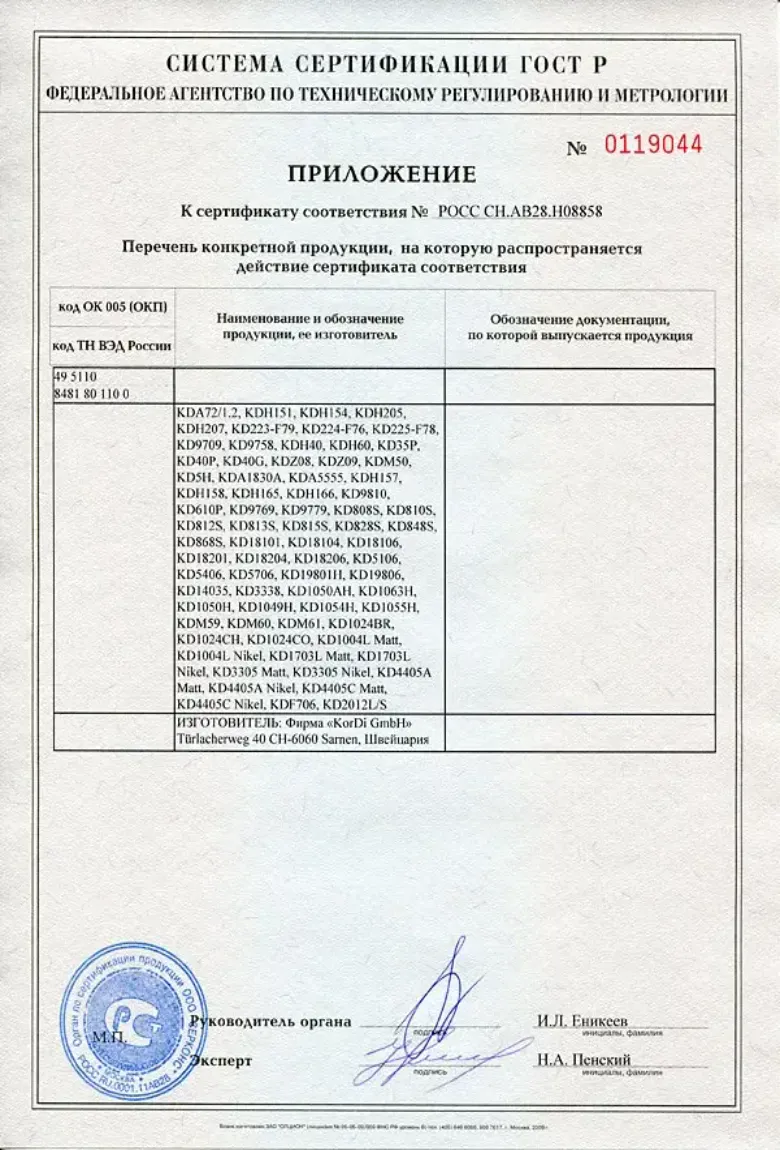 СИСТЕМА СЕРТИФИКАЦИИ ГОСТ Р
ФЕДЕРАЛЬНОЕ АГЕНТСТВО ПО ТЕХНИЧЕСКОМУ РЕГУЛИРОВАНИЮ И МЕТРОЛОГИИ
№ 0119044
ПРИЛОЖЕНИЕ
К сертификату соответствия № РОСС CH.АВ28.Н08858
Перечень конкретной продукции, на которую распространяется
действие сертификата соответствия
код ОК 005 (ОКП)
код ТН ВЭД России
Наименование и обозначение
продукции, ее изготовитель
Обозначение документации,
по которой выпускается продукция
49 5110
8481 80 110 0
KDA72/1.2, KDH151, KDH154, KDH205,
KDH207, KD223-F79, KD224-F76, KD225-F78,
KD9709, KD9758, KDH40, KDH60, KD35P,
KD40P, KD40G, KDZ08, KDZ09, KDM50,
KD5H, KDA1830A, KDA5555, KDH157,
KDH158, KDH165, KDH166, KD9810,
KD610P, KD9769, KD9779, KD808S, KD810S,
KD812S, KD813S, KD815S, KD828S, KD848S,
KD868S, KD18101, KD18104, KD18106,
KD18201, KD18204, KD18206, KD5106,
KD5406, KD5706, KD19801H, KD19806,
KD14035, KD3338, KD1050AH, KD1063H,
KD1050H, KD1049H, KD1054H, KD1055H,
KDM59, KDM60, KDM61, KD1024BR,
KD1024CH, KD1024CO, KD1004L Matt,
KD1004L Nikel, KD1703L Matt, KD1703L
Nikel, KD3305 Matt, KD3305 Nikel, KD4405A
Matt, KD4405A Nikel, KD4405C Matt,
KD4405C Nikel, KDF706, KD2012L/S
ИЗГОТОВИТЕЛЬ: Фирма «KorDi GmbH»
Türlacherweg 40 CH-6060 Sarnen, Швейцария
Орган по сертификации продукции ООО
РОСС RU.0001.11АВ28
МОСКВА
М.П.
Руководитель органа
подпись
И.Л. Еникеев
инициалы, фамилия
Эксперт
подпись
Н.А. Пенский
инициалы, фамилия